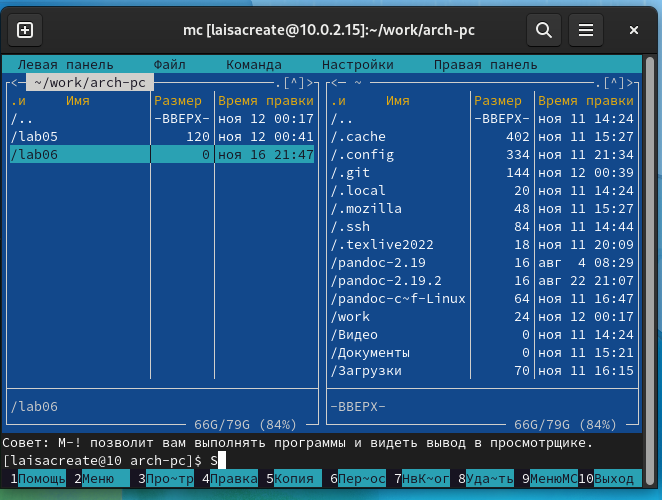 mc [laisacreate@10.0.2.15]:~/work/arch-pc
Левая панель Файл Команда Настройки Правая панель
<— ~/work/arch-pc .[^]> <— ~ .[^]>
.и Имя Размер Время правки .и Имя Размер Время правки
/.. -ВВЕРХ- ноя 12 00:17 /.. -ВВЕРХ- ноя 11 14:24
/lab05 120 ноя 12 00:41 /.cache 402 ноя 11 15:27
/lab06 0 ноя 16 21:47 /.config 334 ноя 11 21:34
/.git 144 ноя 12 00:39
/.local 20 ноя 11 14:24
/.mozilla 48 ноя 11 15:27
/.ssh 84 ноя 11 14:44
/.texlive2022 18 ноя 11 20:09
/pandoc-2.19 16 авг 4 08:29
/pandoc-2.19.2 16 авг 22 21:07
/pandoc-c~f-Linux 64 ноя 11 16:47
/work 24 ноя 12 00:17
/Видео 0 ноя 11 14:24
/Документы 0 ноя 11 15:21
/Загрузки 70 ноя 11 16:15
/lab06 -ВВЕРХ-
66G/79G (84%) 66G/79G (84%)
Совет: M-! позволит вам выполнять программы и видеть вывод в просмотрщике.
[laisacreate@10 arch-pc]$ S
1Помощь 2Меню 3Про~тр 4Правка 5Копия 6Пер~ос 7НвК~ог 8Уда~ть 9МенюMC 10Выход